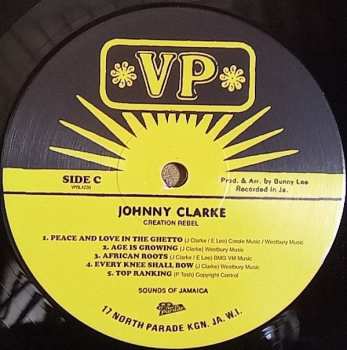 VP
SIDE C
VPRL4230
Prod. & Arr. by Bunny Lee
Recorded in Ja.
JOHNNY CLARKE
CREATION REBEL
1. PEACE AND LOVE IN THE GHETTO (J Clarke / E Lee) Creole Music / Westbury Music
2. AGE IS GROWING (J Clarke) Westbury Music
3. AFRICAN ROOTS (J Clarke / E Lee) BMG VM Music
4. EVERY KNEE SHALL BOW (J Clarke / E Lee) Westbury Music
5. TOP RANKING (P Tosh) Copyright Control
SOUNDS OF JAMAICA
17 NORTH PARADE KGN. JA. W.I.